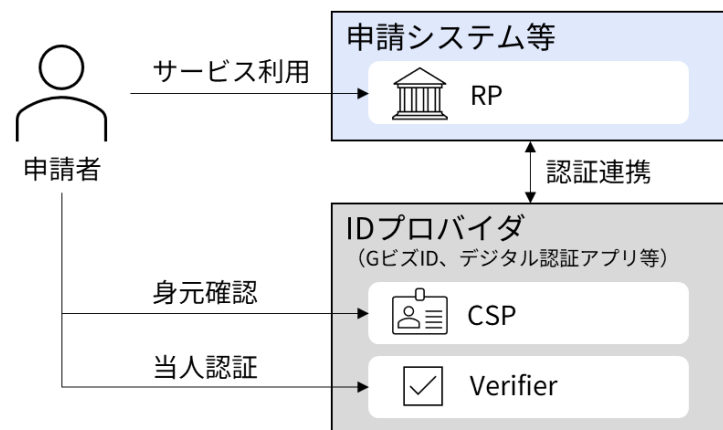 申請システム等
サービス利用
RP
申請者
認証連携
IDプロバイダ
（GビズID、デジタル認証アプリ等）
身元確認
CSP
当人認証
Verifier